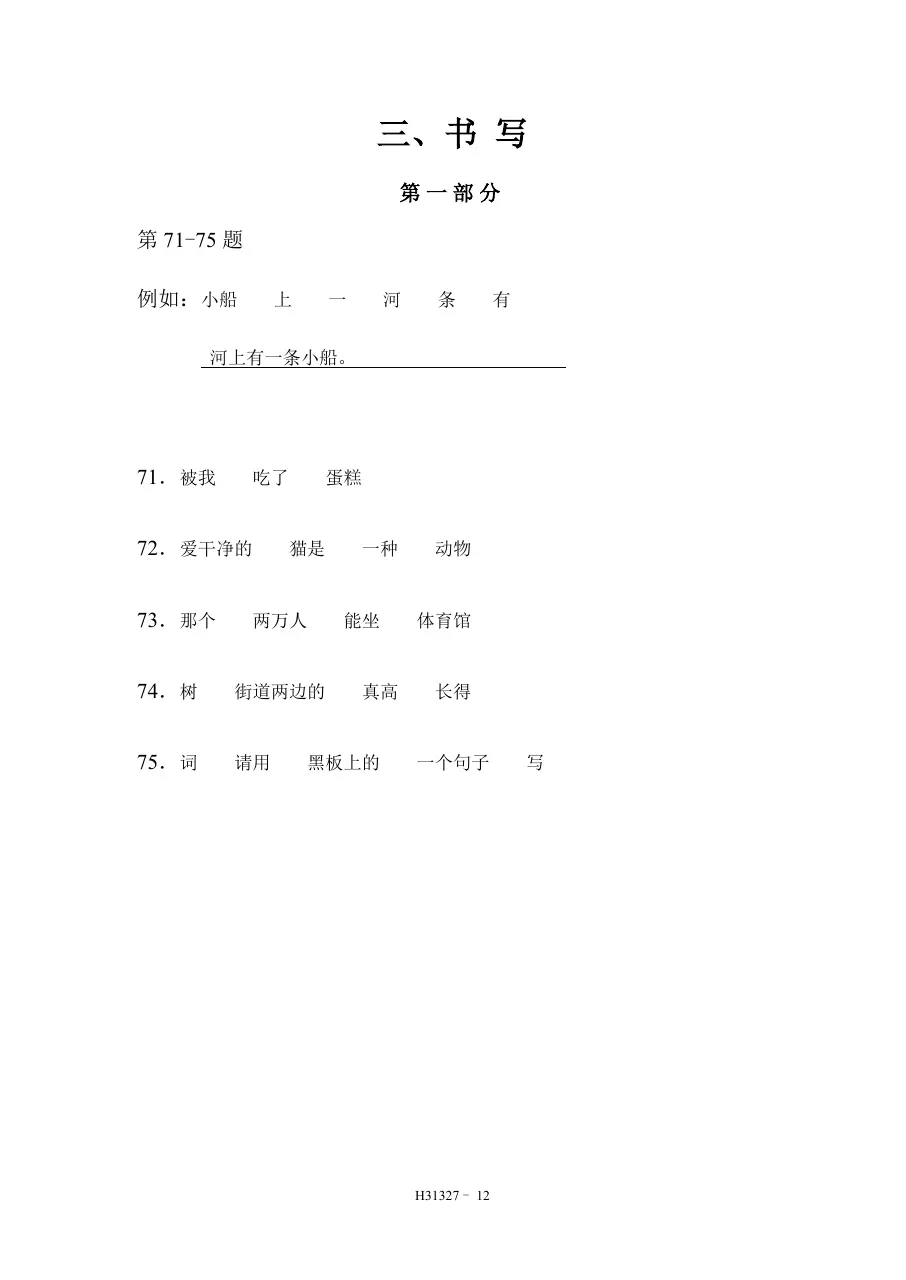 三、书 写
第一部分
第 71-75 题
例如：小船 上 一 河 条 有
河上有一条小船。
71．被我 吃了 蛋糕
72．爱干净的 猫是 一种 动物
73．那个 两万人 能坐 体育馆
74．树 街道两边的 真高 长得
75．词 请用 黑板上的 一个句子 写
H31327- 12